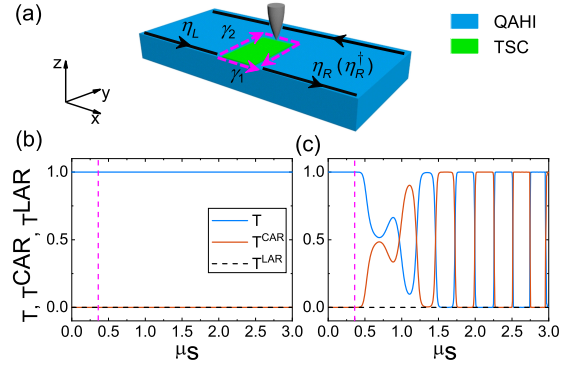 (a)
η_L
γ_2
γ_1
η_R (η_R^†)
z
y
x
QAHI
TSC
(b)
(c)
T, T^CAR, T^LAR
1.0
0.5
0.0
T
T^CAR
T^LAR
0.0 0.5 1.0 1.5 2.0 2.5 3.0
μs
1.0
0.5
0.0
0.0 0.5 1.0 1.5 2.0 2.5 3.0
μs